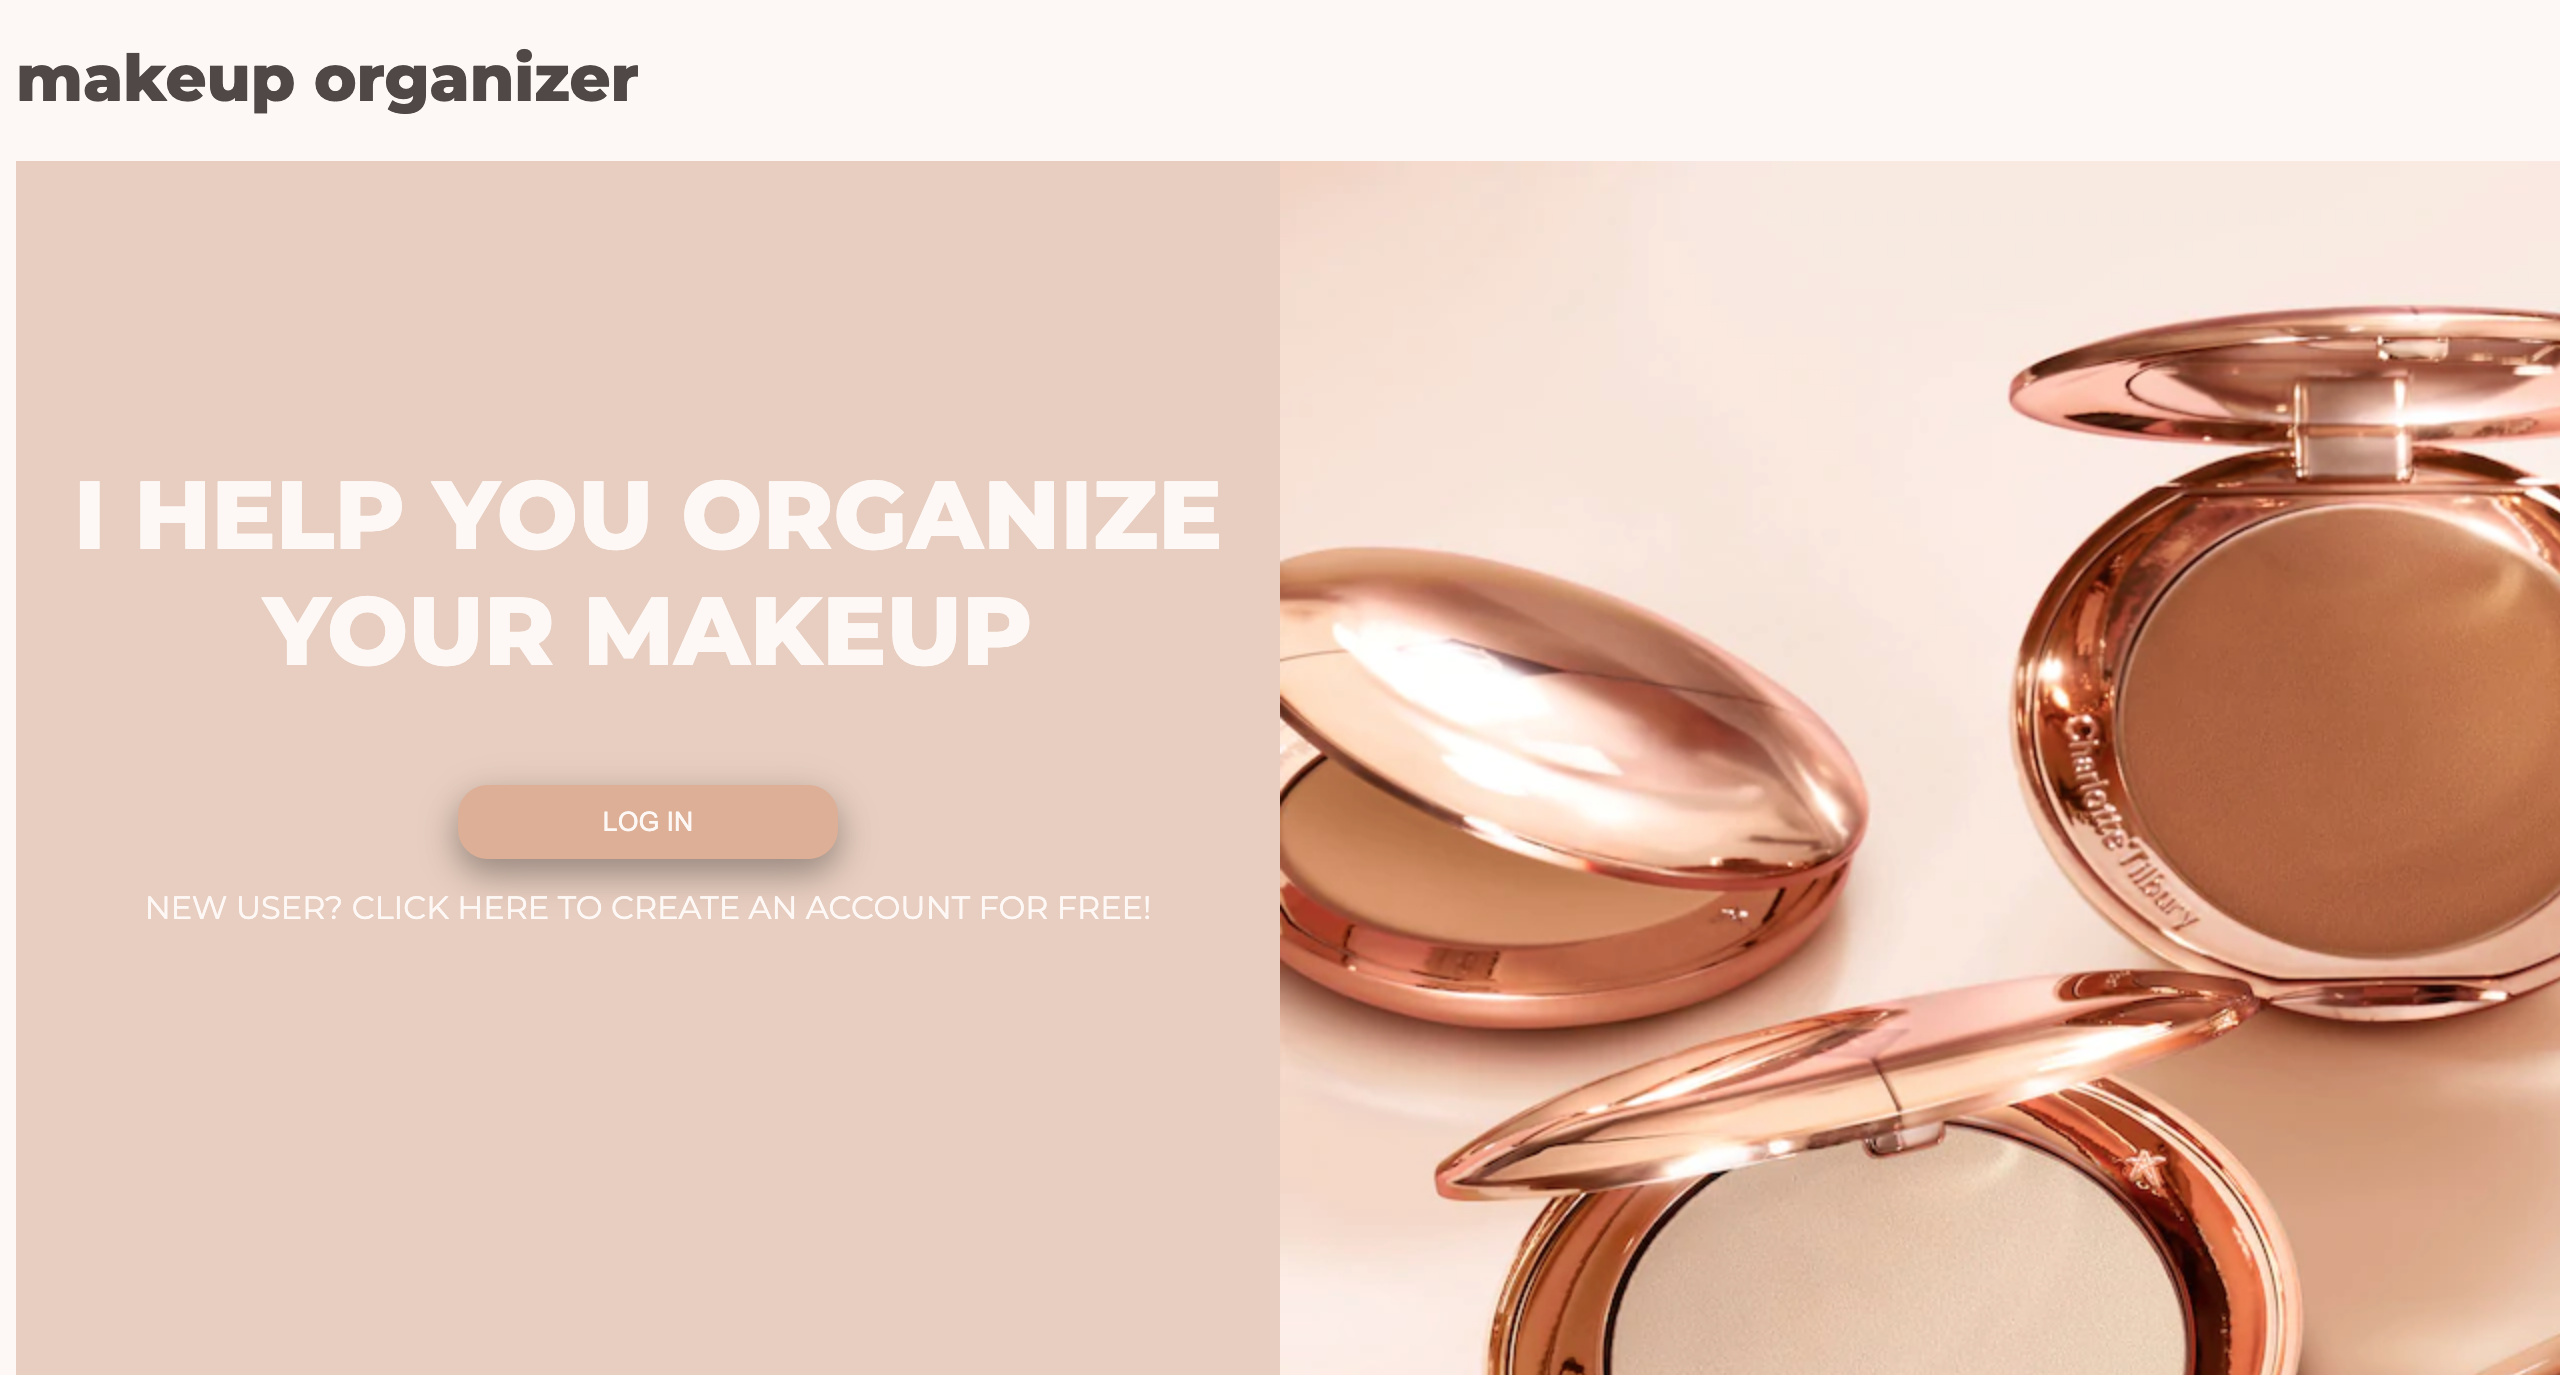 makeup organizer
I HELP YOU ORGANIZE
YOUR MAKEUP
LOG IN
NEW USER? CLICK HERE TO CREATE AN ACCOUNT FOR FREE!
Charlotte Tilbury